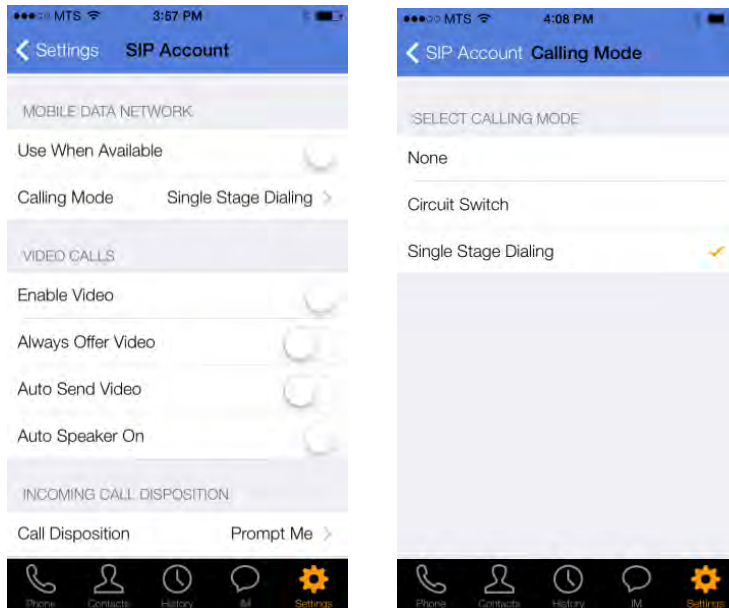 MTS 3:57 PM
Settings SIP Account
MOBILE DATA NETWORK
Use When Available
Calling Mode Single Stage Dialing
VIDEO CALLS
Enable Video
Always Offer Video
Auto Send Video
Auto Speaker On
INCOMING CALL DISPOSITION
Call Disposition Prompt Me
Phone Contacts History IM Settings
MTS 4:08 PM
SIP Account Calling Mode
SELECT CALLING MODE
None
Circuit Switch
Single Stage Dialing
Phone Contacts History IM Settings